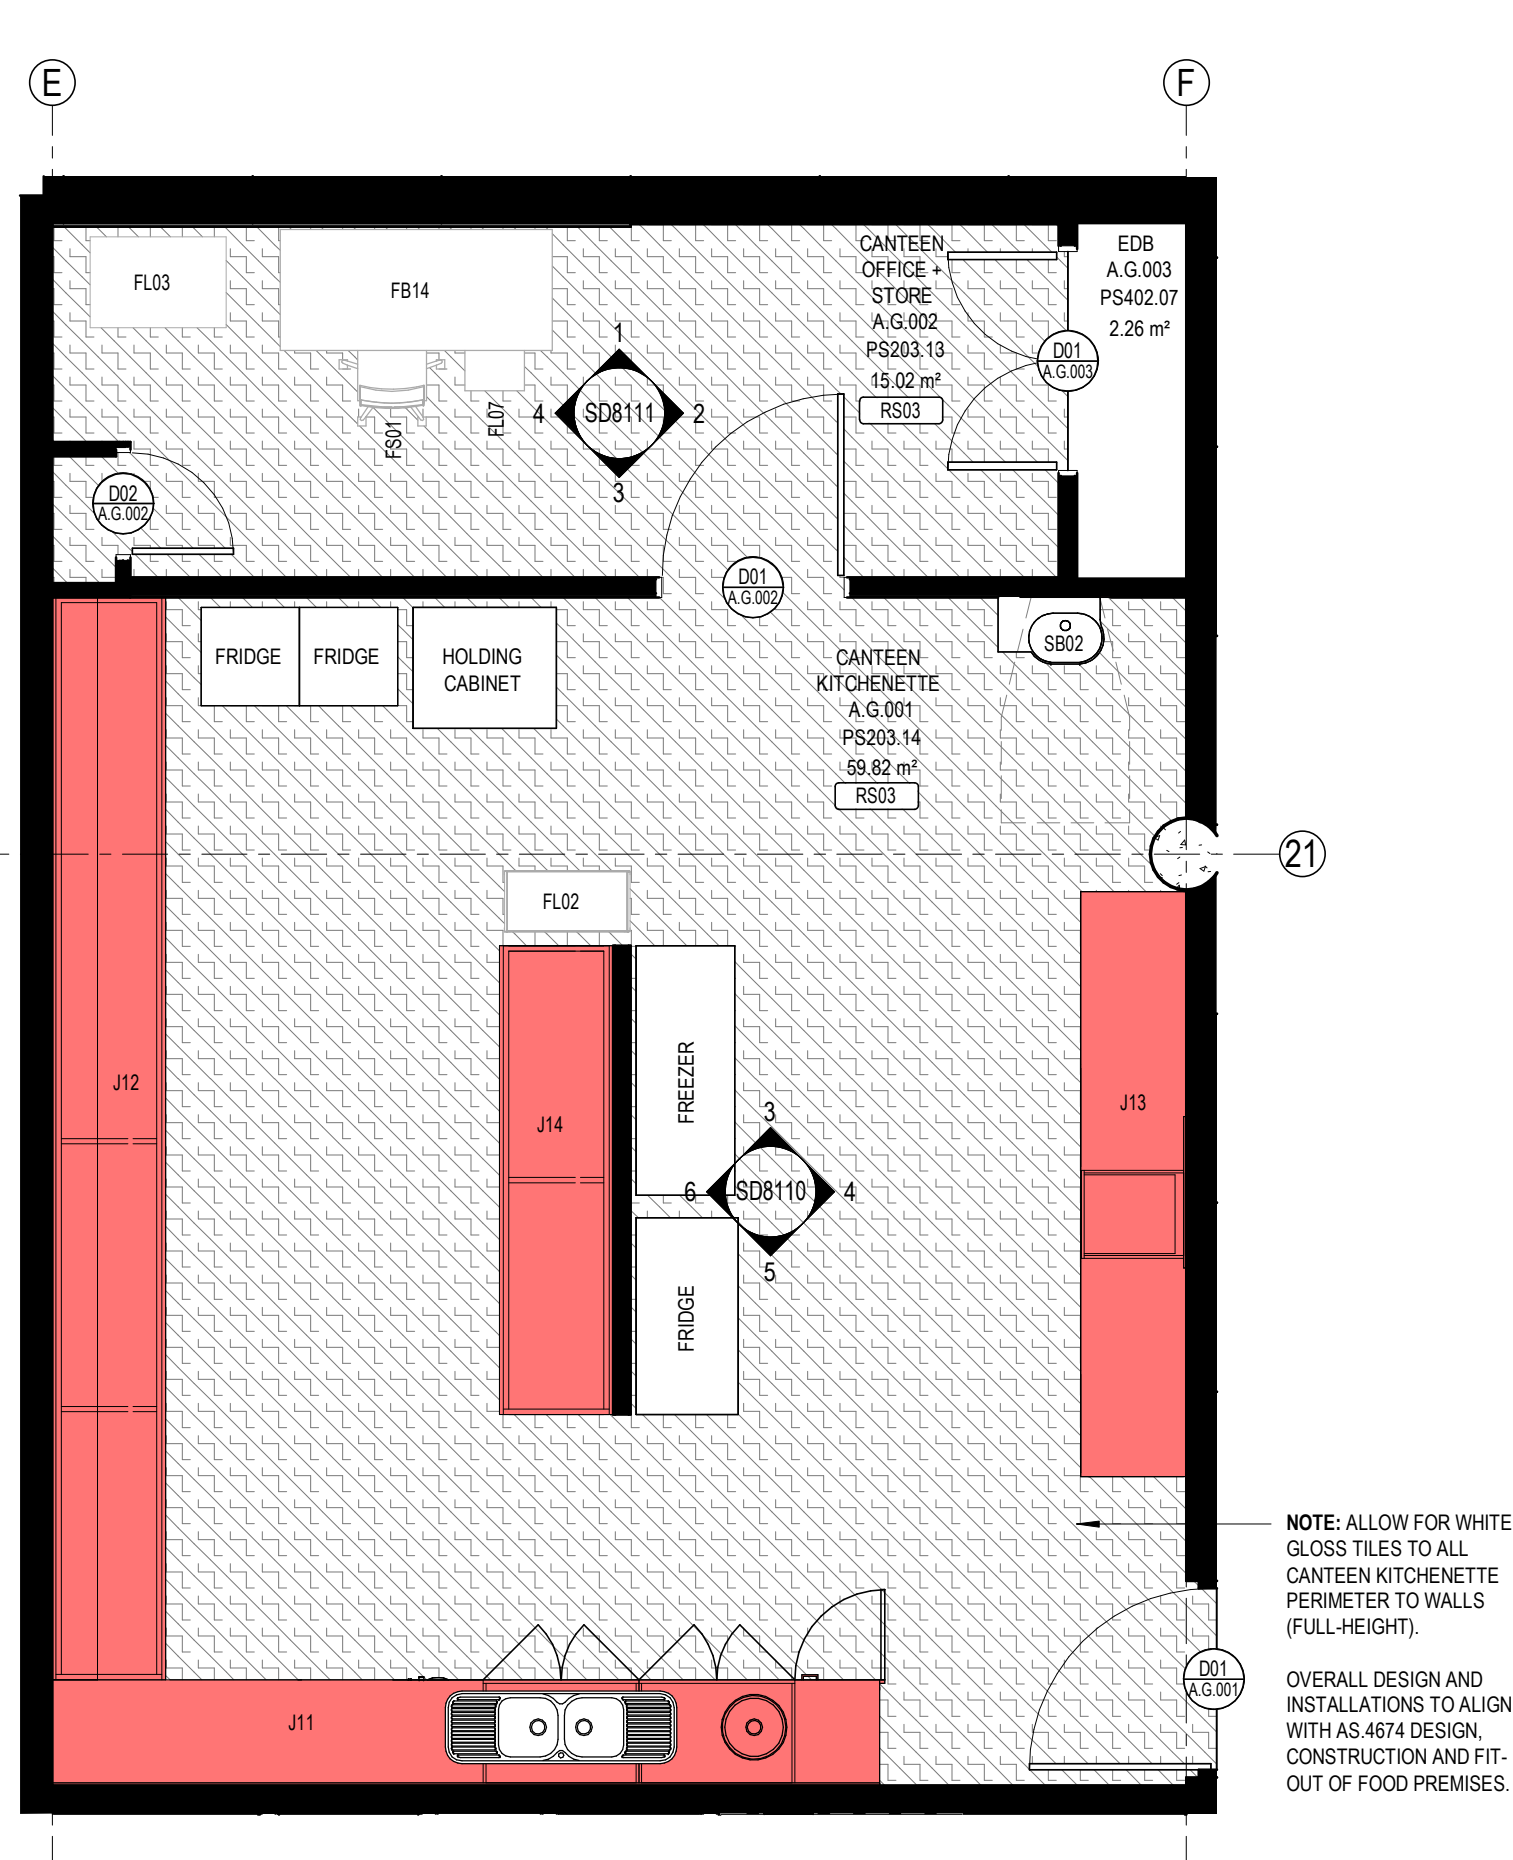 E
F
FL03
FB14
FS01
FL07
1
4
SD8111
2
3
CANTEEN
OFFICE +
STORE
A.G.002
PS203.13
15.02 m²
RS03
EDB
A.G.003
PS402.07
2.26 m²
D01
A.G.003
D02
A.G.002
D01
A.G.002
FRIDGE
FRIDGE
HOLDING
CABINET
CANTEEN
KITCHENETTE
A.G.001
PS203.14
59.82 m²
RS03
SB02
21
FL02
J12
J14
FREEZER
J13
3
6
SD8110
4
5
FRIDGE
J11
D01
A.G.001
NOTE: ALLOW FOR WHITE
GLOSS TILES TO ALL
CANTEEN KITCHENETTE
PERIMETER TO WALLS
(FULL-HEIGHT).
OVERALL DESIGN AND
INSTALLATIONS TO ALIGN
WITH AS.4674 DESIGN,
CONSTRUCTION AND FIT-
OUT OF FOOD PREMISES.